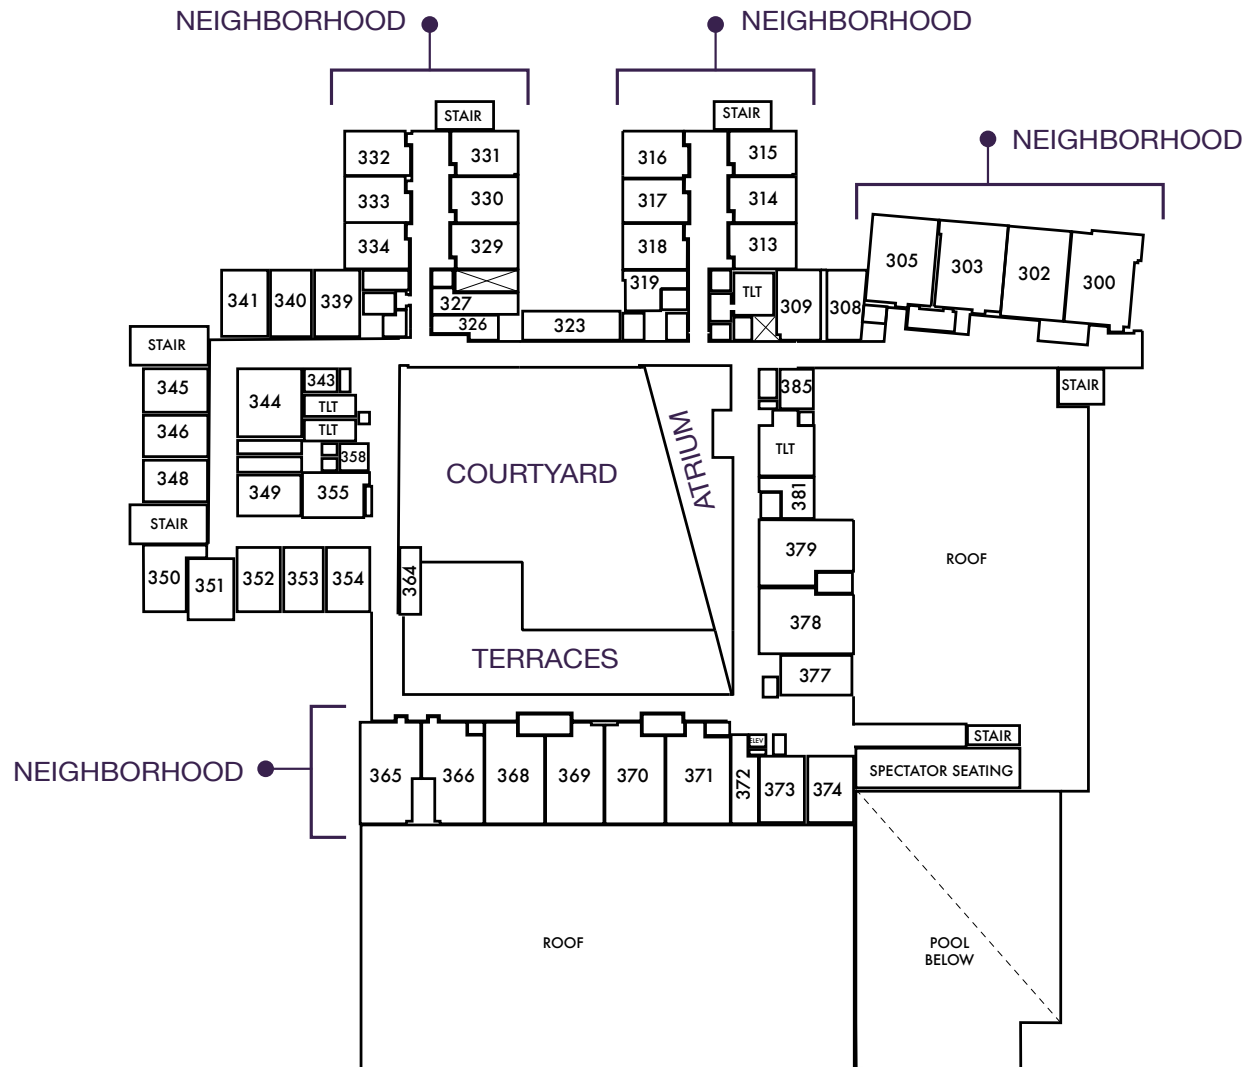 NEIGHBORHOOD
NEIGHBORHOOD
NEIGHBORHOOD
STAIR
STAIR
332
331
316
315
333
330
317
314
334
329
318
313
305
303
302
300
341
340
339
327
326
323
319
TLT
309
308
STAIR
345
346
348
STAIR
344
343
TLT
TLT
358
349
355
350
351
352
353
354
COURTYARD
ATRIUM
364
TERRACES
385
TLT
381
379
378
377
STAIR
ROOF
NEIGHBORHOOD
365
366
368
369
370
371
372
ELEV
373
374
STAIR
SPECTATOR SEATING
ROOF
POOL
BELOW